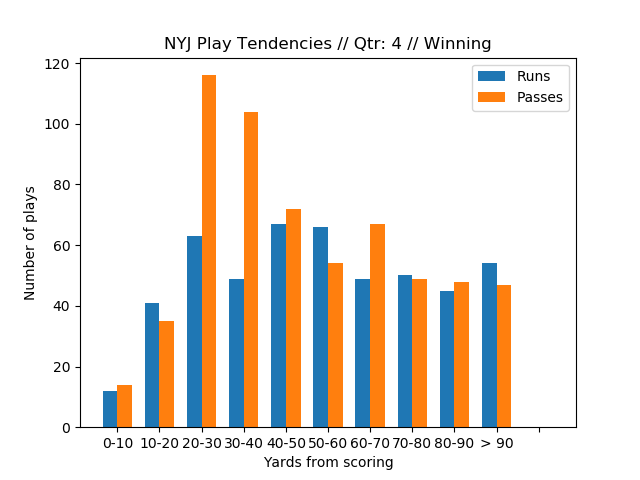 NYJ Play Tendencies // Qtr: 4 // Winning
Runs
Passes
120
100
80
60
40
20
0
Number of plays
0-10 10-20 20-30 30-40 40-50 50-60 60-70 70-80 80-90 > 90
Yards from scoring